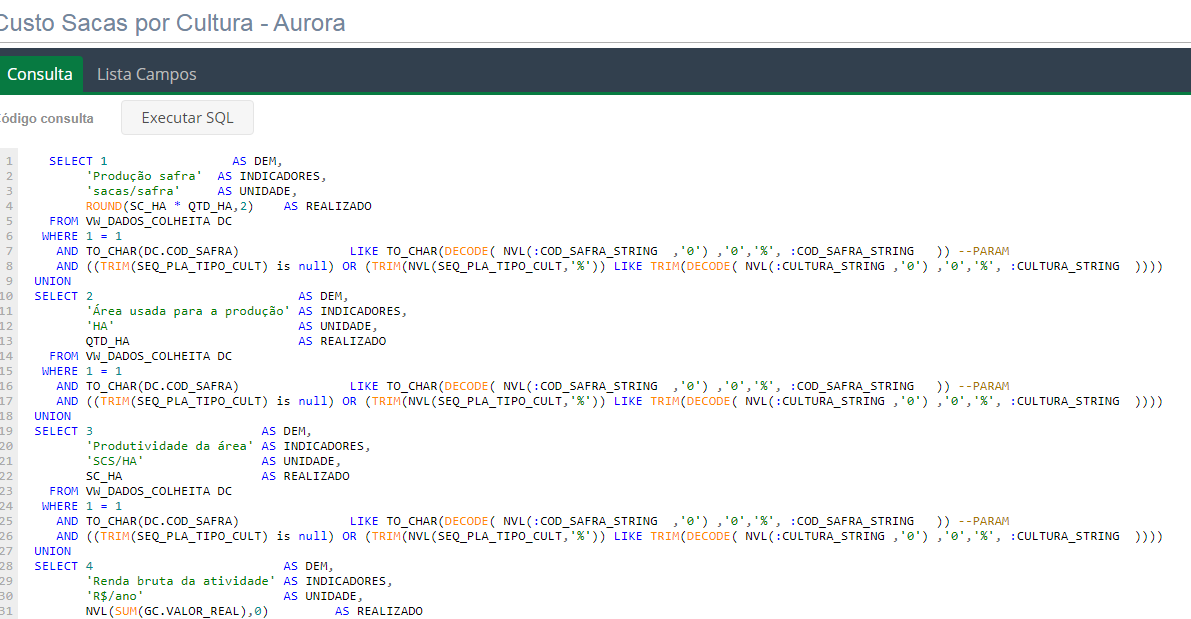 Custo Sacas por Cultura - Aurora
Consulta Lista Campos
ódigo consulta Executar SQL
1 SELECT 1 AS DEM,
2 'Produção safra' AS INDICADORES,
3 'sacas/safra' AS UNIDADE,
4 ROUND(SC_HA * QTD_HA,2) AS REALIZADO
5 FROM VW_DADOS_COLHEITA DC
6 WHERE 1 = 1
7 AND TO_CHAR(DC.COD_SAFRA) LIKE TO_CHAR(DECODE( NVL(:COD_SAFRA_STRING ,'0') ,'0','%', :COD_SAFRA_STRING )) --PARAM
8 AND ((TRIM(SEQ_PLA_TIPO_CULT) is null) OR (TRIM(NVL(SEQ_PLA_TIPO_CULT,'%')) LIKE TRIM(DECODE( NVL(:CULTURA_STRING ,'0') ,'0','%', :CULTURA_STRING ))))
9 UNION
10 SELECT 2 AS DEM,
11 'Área usada para a produção' AS INDICADORES,
12 'HA' AS UNIDADE,
13 QTD_HA AS REALIZADO
14 FROM VW_DADOS_COLHEITA DC
15 WHERE 1 = 1
16 AND TO_CHAR(DC.COD_SAFRA) LIKE TO_CHAR(DECODE( NVL(:COD_SAFRA_STRING ,'0') ,'0','%', :COD_SAFRA_STRING )) --PARAM
17 AND ((TRIM(SEQ_PLA_TIPO_CULT) is null) OR (TRIM(NVL(SEQ_PLA_TIPO_CULT,'%')) LIKE TRIM(DECODE( NVL(:CULTURA_STRING ,'0') ,'0','%', :CULTURA_STRING ))))
18 UNION
19 SELECT 3 AS DEM,
20 'Produtividade da área' AS INDICADORES,
21 'SCS/HA' AS UNIDADE,
22 SC_HA AS REALIZADO
23 FROM VW_DADOS_COLHEITA DC
24 WHERE 1 = 1
25 AND TO_CHAR(DC.COD_SAFRA) LIKE TO_CHAR(DECODE( NVL(:COD_SAFRA_STRING ,'0') ,'0','%', :COD_SAFRA_STRING )) --PARAM
26 AND ((TRIM(SEQ_PLA_TIPO_CULT) is null) OR (TRIM(NVL(SEQ_PLA_TIPO_CULT,'%')) LIKE TRIM(DECODE( NVL(:CULTURA_STRING ,'0') ,'0','%', :CULTURA_STRING ))))
27 UNION
28 SELECT 4 AS DEM,
29 'Renda bruta da atividade' AS INDICADORES,
30 'R$/ano' AS UNIDADE,
31 NVL(SUM(GC.VALOR_REAL),0) AS REALIZADO